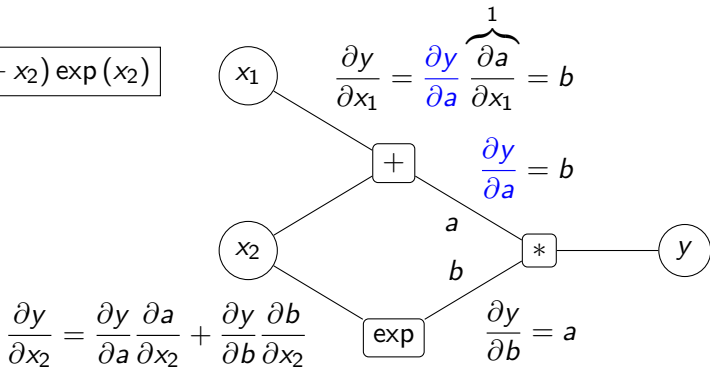 + x₂) exp (x₂)
x₁
∂y/∂x₁ = ∂y/∂a ∂a/∂x₁ = b
1
+
∂y/∂a = b
a
x₂
*
y
b
∂y/∂x₂ = ∂y/∂a ∂a/∂x₂ + ∂y/∂b ∂b/∂x₂
exp
∂y/∂b = a